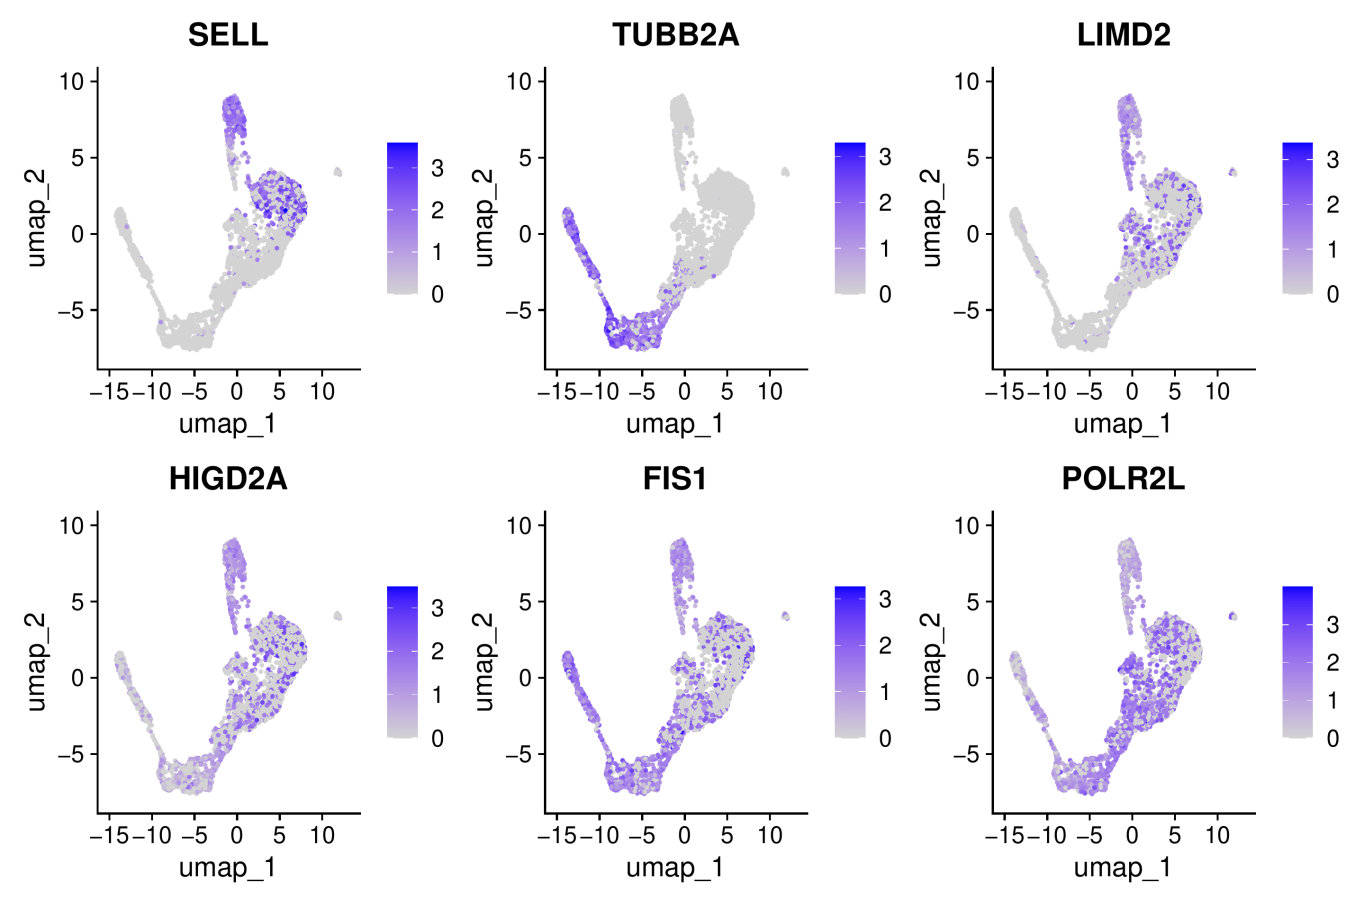 SELL TUBB2A LIMD2
10 10 10
5 5 5
0 0 0
−5 −5 −5
umap_2 umap_2 umap_2
3 2 1 0 3 2 1 0 3 2 1 0
−15 −10 −5 0 5 10 −15 −10 −5 0 5 10 −15 −10 −5 0 5 10
umap_1 umap_1 umap_1
HIGD2A FIS1 POLR2L
10 10 10
5 5 5
0 0 0
−5 −5 −5
umap_2 umap_2 umap_2
3 2 1 0 3 2 1 0 3 2 1 0
−15 −10 −5 0 5 10 −15 −10 −5 0 5 10 −15 −10 −5 0 5 10
umap_1 umap_1 umap_1